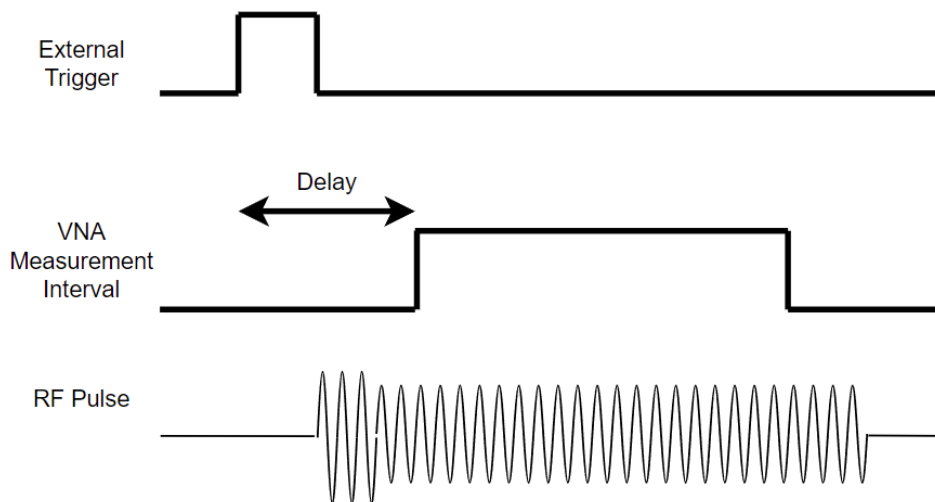 External
Trigger
Delay
VNA
Measurement
Interval
RF Pulse